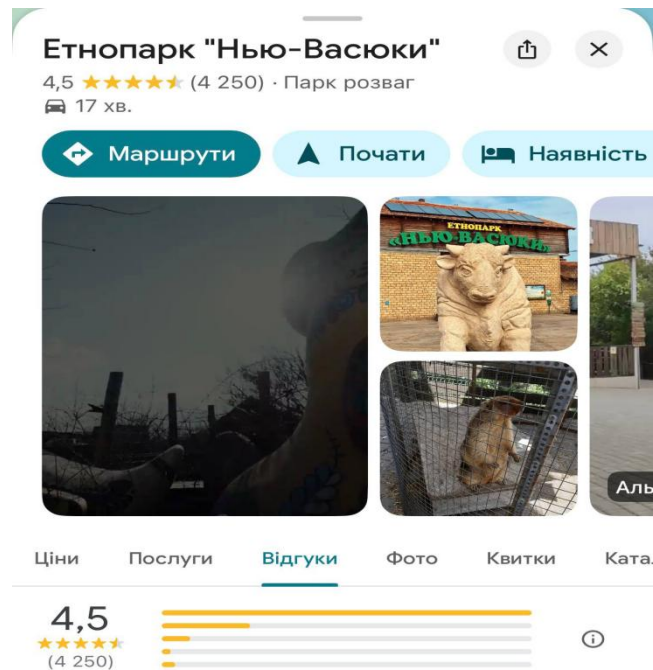 Етнопарк "Нью-Васюки"
4,5 (4 250) · Парк розваг
17 хв.
Маршрути
Почати
Наявність
ЕТНОПАРК
«НЬЮ-ВАСЮКИ»
Аль
Ціни Послуги Відгуки Фото Квитки Ката.
4,5
(4 250)